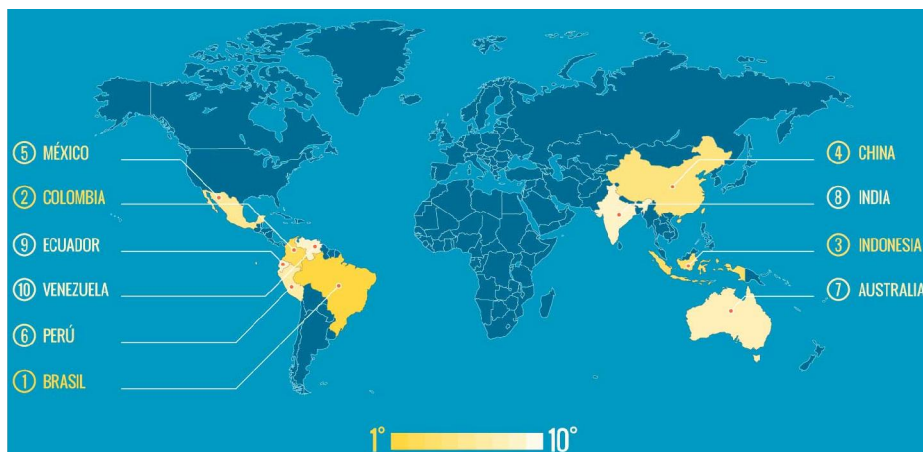 ⑤ MÉXICO
② COLOMBIA
⑨ ECUADOR
⑩ VENEZUELA
⑥ PERÚ
① BRASIL
④ CHINA
⑧ INDIA
③ INDONESIA
⑦ AUSTRALIA
1° 10°